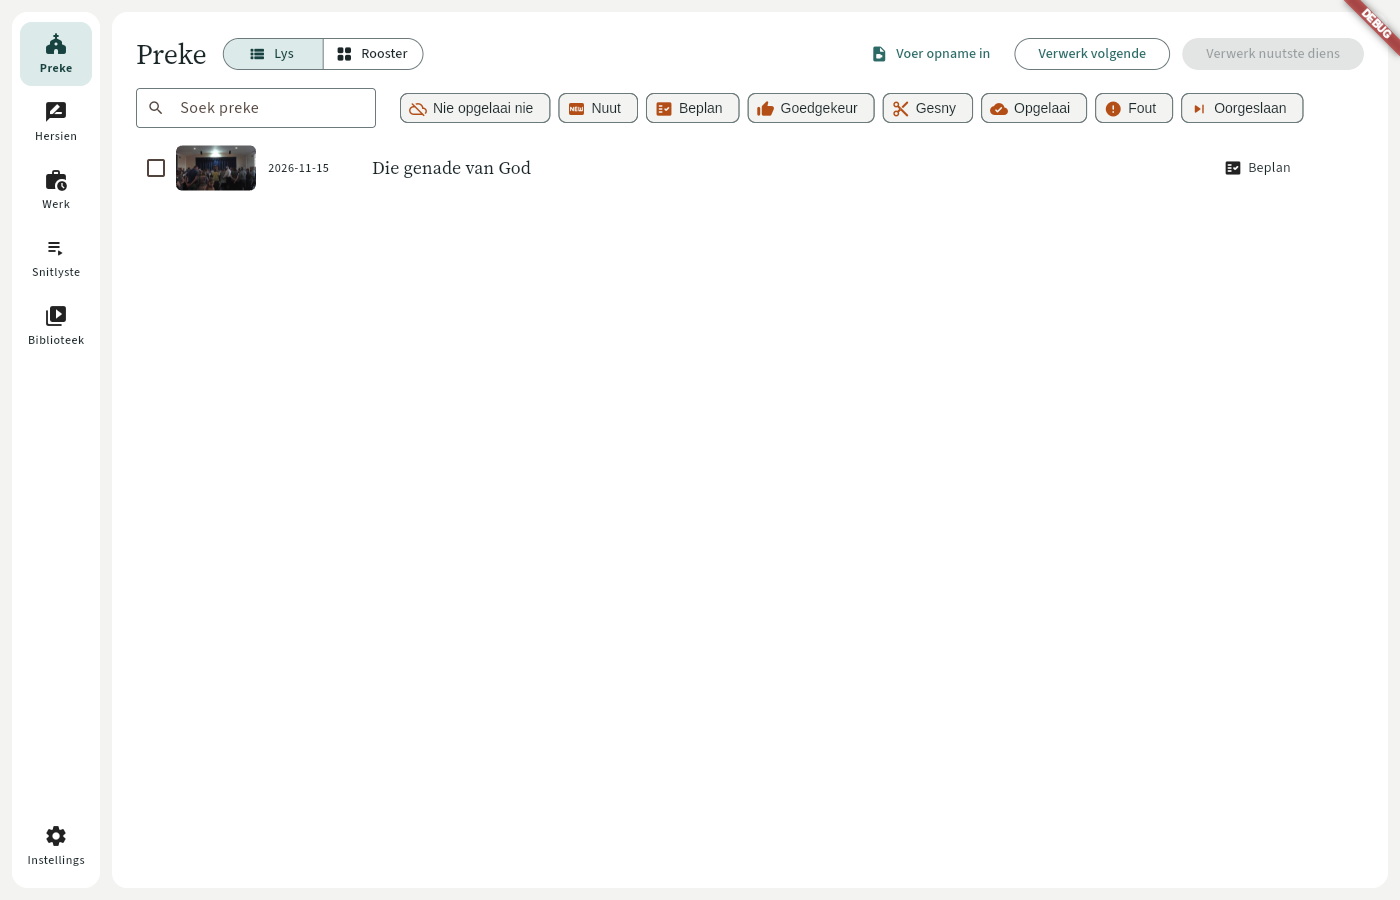 DEBUG
Preke
Hersien
Werk
Snitlyste
Biblioteek
Instellings
Preke
Lys
Rooster
Voer opname in
Verwerk volgende
Verwerk nuutste diens
Soek preke
Nie opgelaai nie
NEW
Nuut
Beplan
Goedgekeur
Gesny
Opgelaai
Fout
Oorgeslaan
2026-11-15
Die genade van God
Beplan